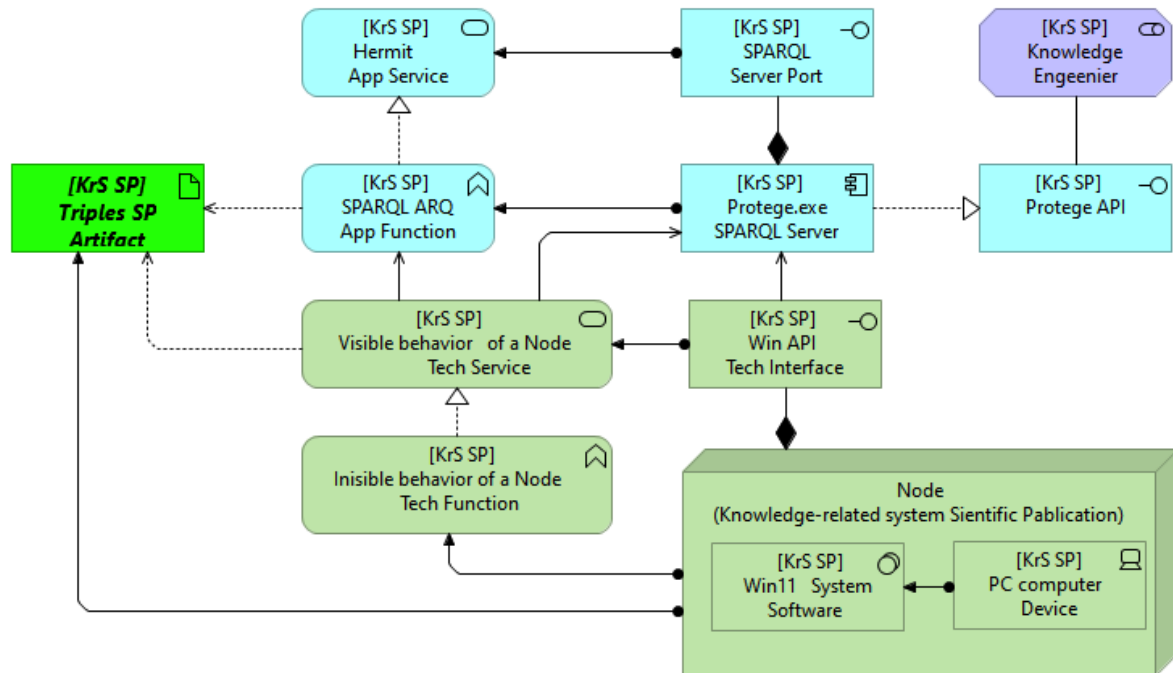 [KrS SP]
Hermit
App Service
[KrS SP]
SPARQL
Server Port
[KrS SP]
Knowledge
Engeenier
[KrS SP]
Triples SP
Artifact
[KrS SP]
SPARQL ARQ
App Function
[KrS SP]
Protege.exe
SPARQL Server
[KrS SP]
Protege API
[KrS SP]
Visible behavior of a Node
Tech Service
[KrS SP]
Win API
Tech Interface
[KrS SP]
Inisible behavior of a Node
Tech Function
Node
(Knowledge-related system Sientific Pablication)
[KrS SP]
Win11 System
Software
[KrS SP]
PC computer
Device